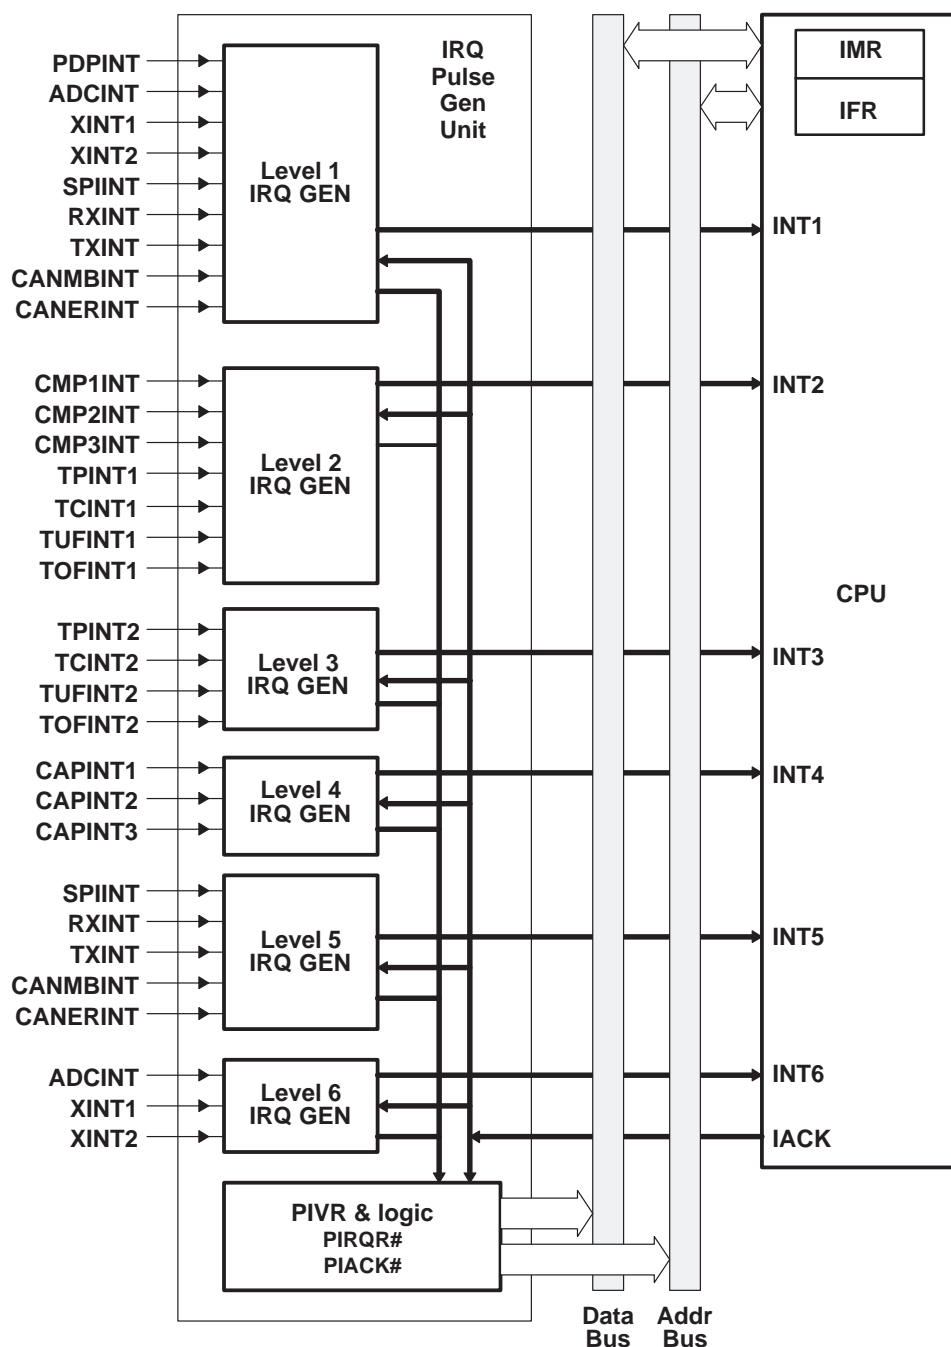 PDPINT
ADCINT
XINT1
XINT2
SPIINT
RXINT
TXINT
CANMBINT
CANERINT
Level 1
IRQ GEN
IRQ
Pulse
Gen
Unit
IMR
IFR
INT1
CMP1INT
CMP2INT
CMP3INT
TPINT1
TCINT1
TUFINT1
TOFINT1
Level 2
IRQ GEN
INT2
CPU
TPINT2
TCINT2
TUFINT2
TOFINT2
Level 3
IRQ GEN
INT3
CAPINT1
CAPINT2
CAPINT3
Level 4
IRQ GEN
INT4
SPIINT
RXINT
TXINT
CANMBINT
CANERINT
Level 5
IRQ GEN
INT5
ADCINT
XINT1
XINT2
Level 6
IRQ GEN
INT6
IACK
PIVR & logic
PIRQR#
PIACK#
Data
Bus
Addr
Bus